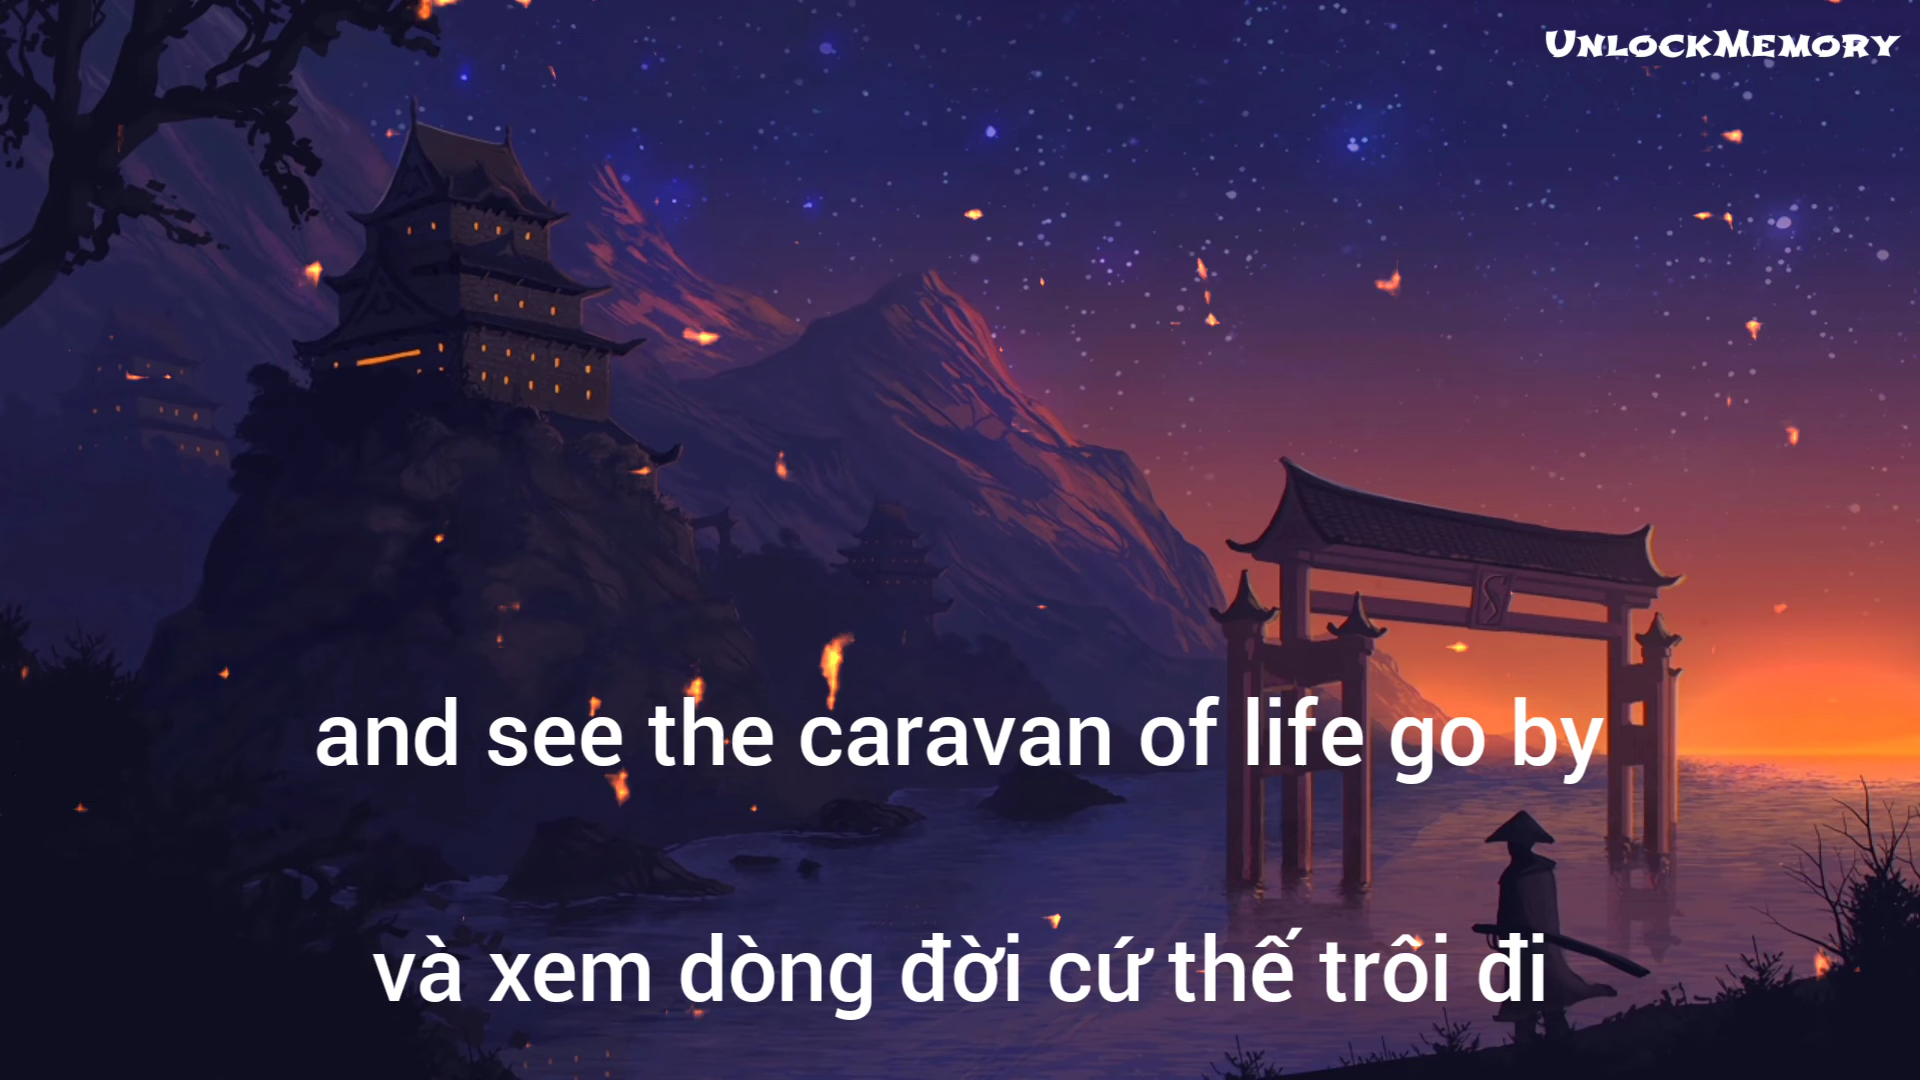 UnlockMemory
and see the caravan of life go by
và xem dòng đời cứ thế trôi đi